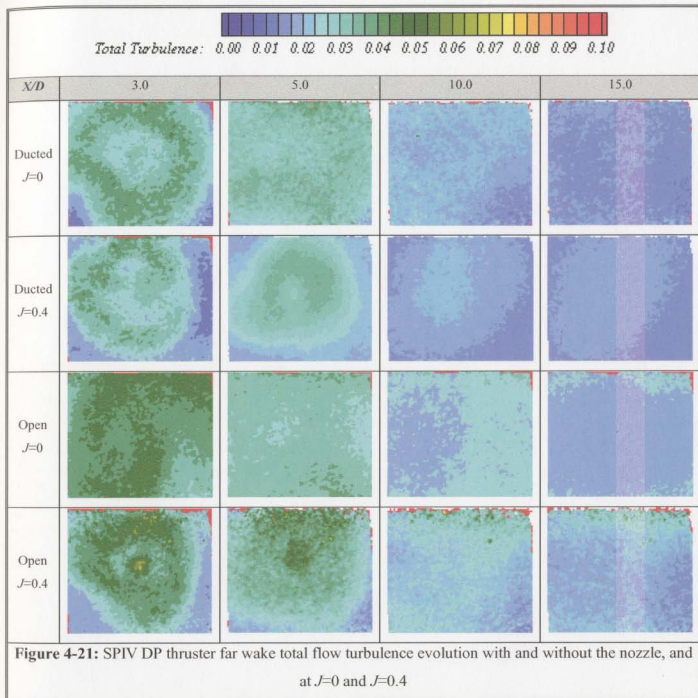 Total Turbulence: 0.00 0.01 0.02 0.03 0.04 0.05 0.06 0.07 0.08 0.09 0.10
X/D 3.0 5.0 10.0 15.0
Ducted
J=0
Ducted
J=0.4
Open
J=0
Open
J=0.4
Figure 4-21: SPIV DP thruster far wake total flow turbulence evolution with and without the nozzle, and
at J=0 and J=0.4